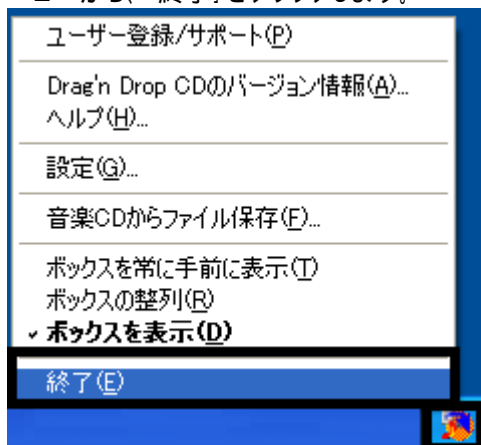 ユーザー登録/サポート(P)
Drag'n Drop CDのバージョン情報(A)...
ヘルプ(H)...
設定(G)...
音楽CDからファイル保存(F)...
ボックスを常に手前に表示(T)
ボックスの整列(R)
ボックスを表示(D)
終了(E)